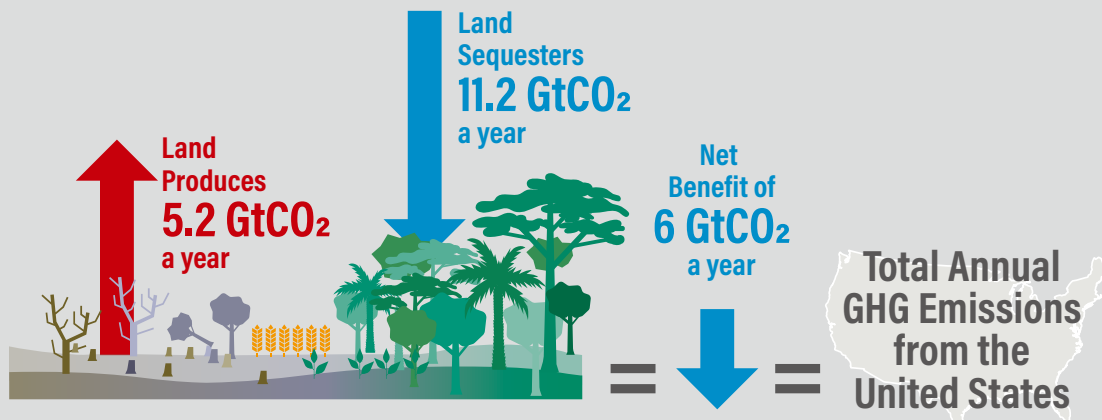 Land
Produces
5.2 GtCO₂
a year
Land
Sequesters
11.2 GtCO₂
a year
=
Net
Benefit of
6 GtCO₂
a year
=
Total Annual
GHG Emissions
from the
United States